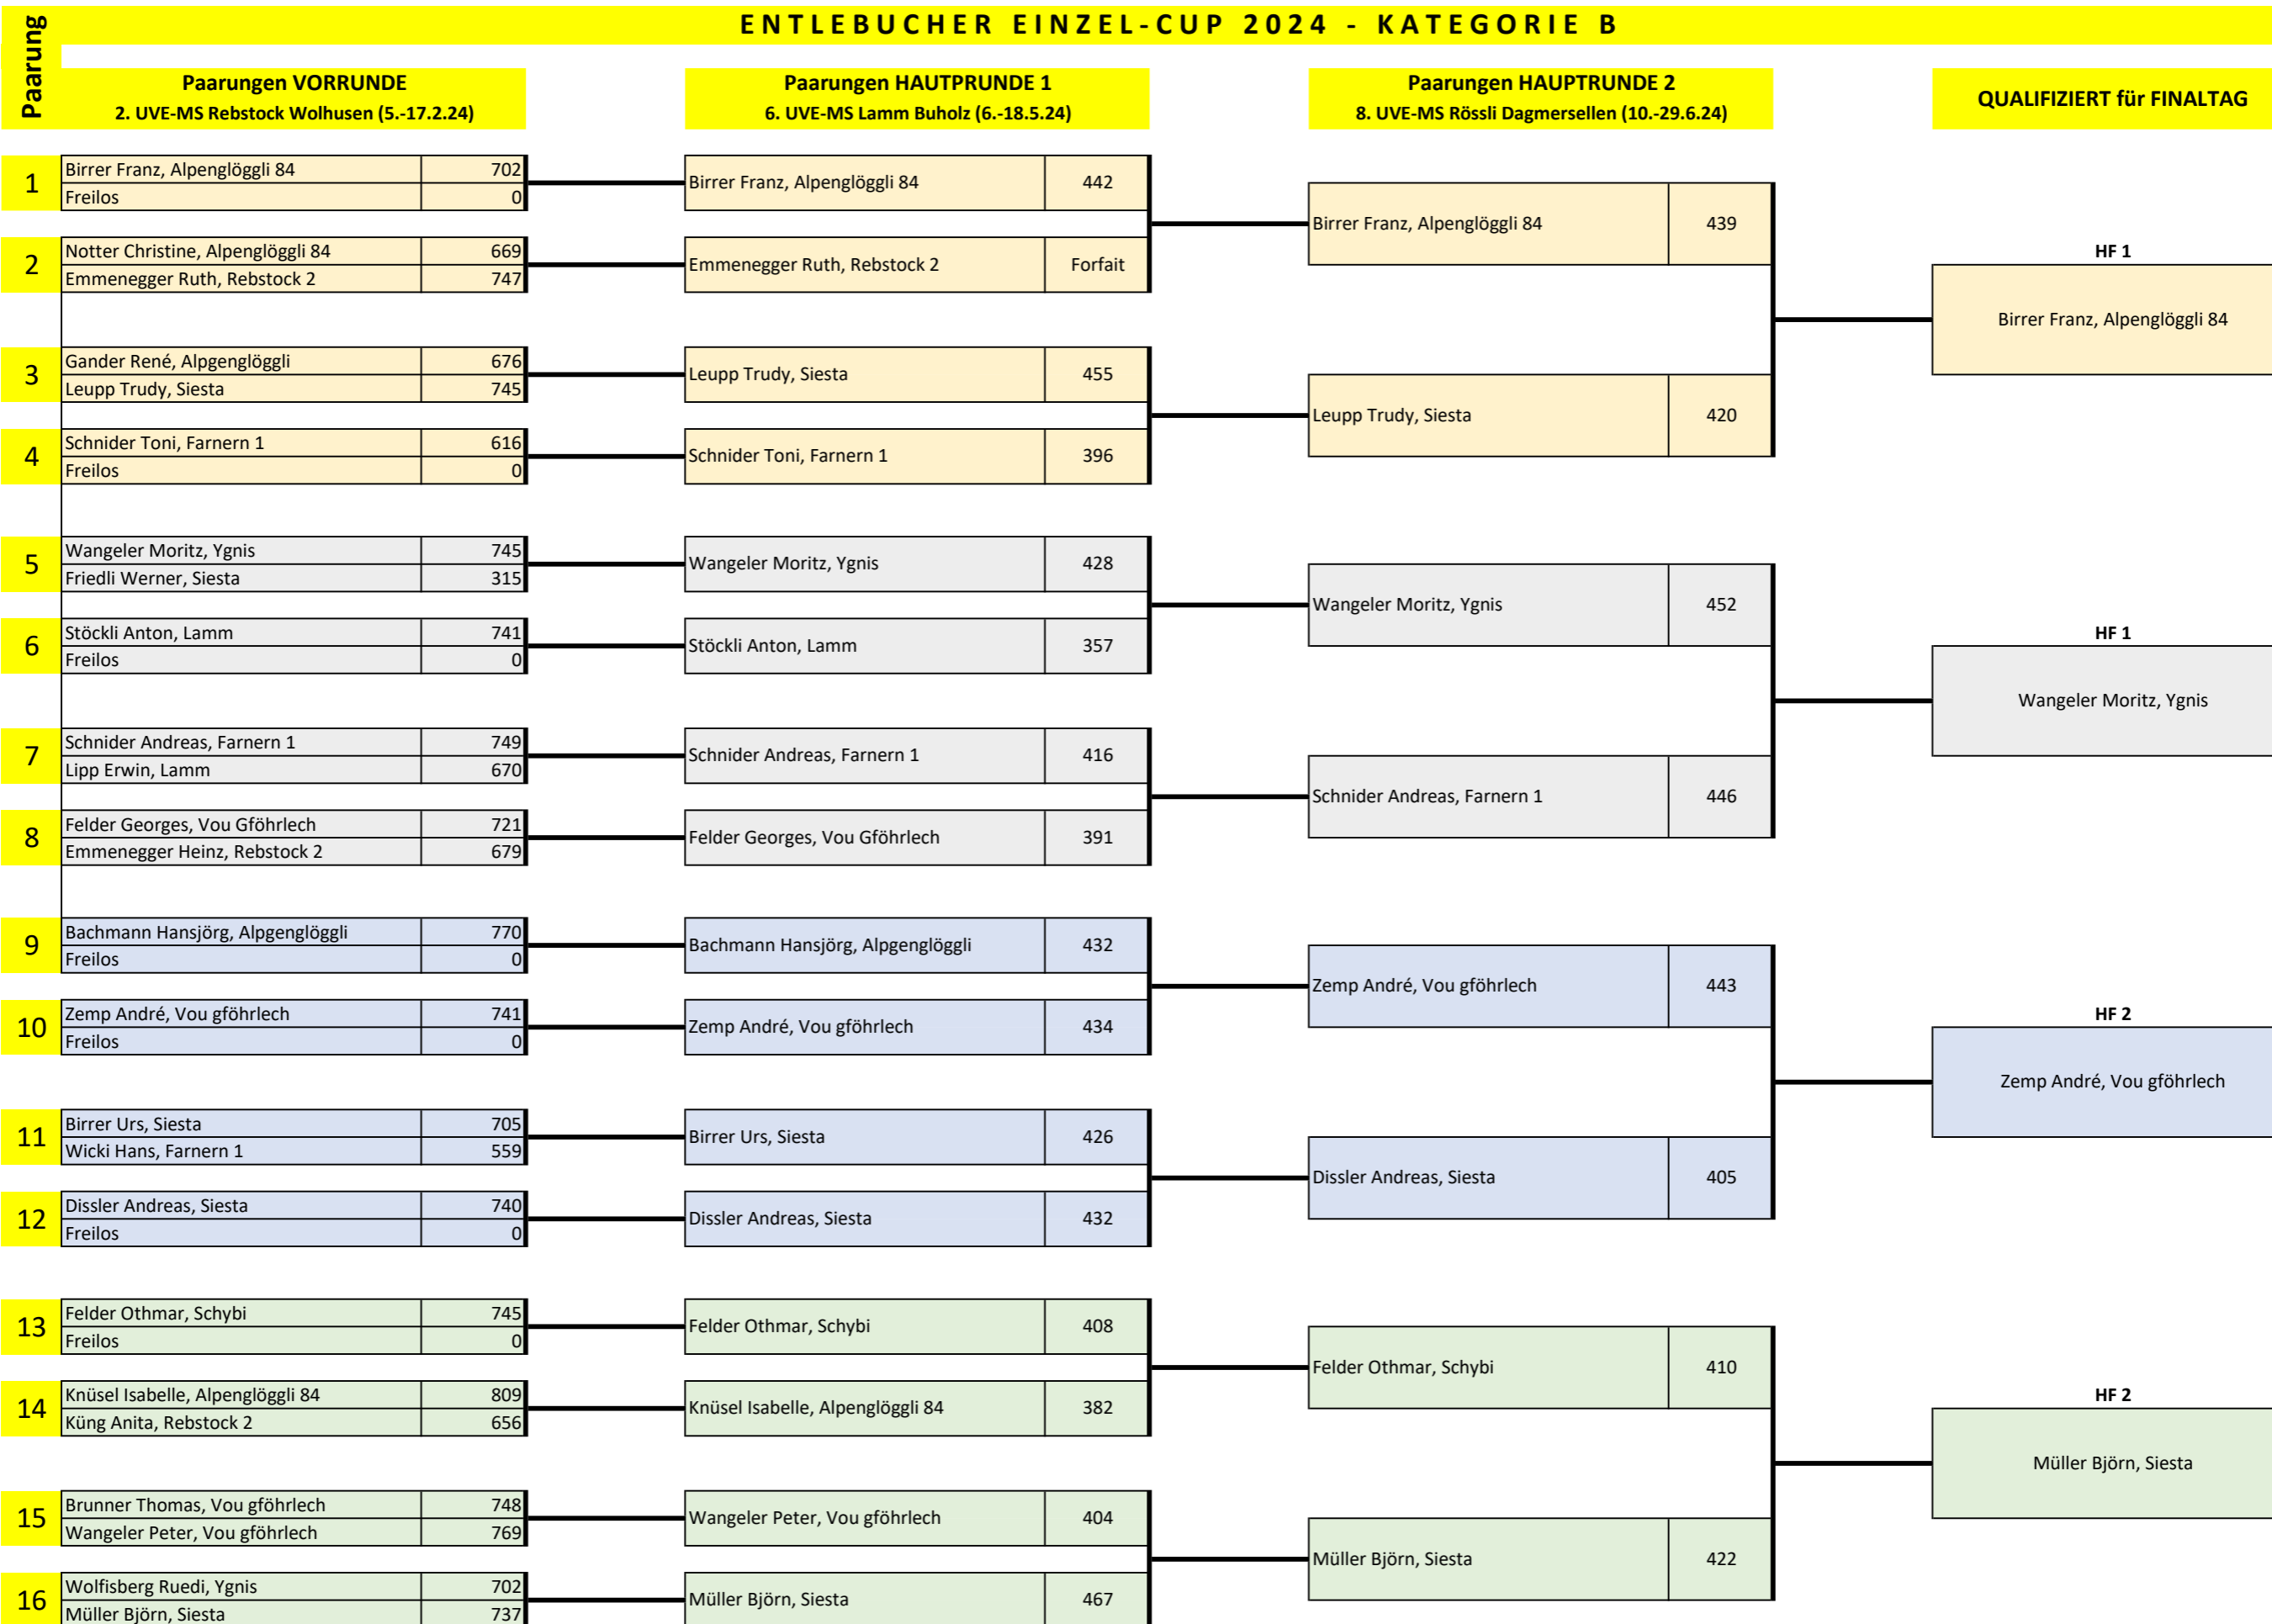 ENTLEBUCHER EINZEL-CUP 2024 - KATEGORIE B
Paarung
Paarungen VORRUNDE
2. UVE-MS Rebstock Wolhusen (5.-17.2.24)
Paarungen HAUTPRUNDE 1
6. UVE-MS Lamm Buholz (6.-18.5.24)
Paarungen HAUPTRUNDE 2
8. UVE-MS Rössli Dagmersellen (10.-29.6.24)
QUALIFIZIERT für FINALTAG
1
Birrer Franz, Alpenglöggli 84 702
Freilos 0
2
Notter Christine, Alpenglöggli 84 669
Emmenegger Ruth, Rebstock 2 747
3
Gander René, Alpgenglöggli 676
Leupp Trudy, Siesta 745
4
Schnider Toni, Farnern 1 616
Freilos 0
5
Wangeler Moritz, Ygnis 745
Friedli Werner, Siesta 315
6
Stöckli Anton, Lamm 741
Freilos 0
7
Schnider Andreas, Farnern 1 749
Lipp Erwin, Lamm 670
8
Felder Georges, Vou Gföhrlech 721
Emmenegger Heinz, Rebstock 2 679
9
Bachmann Hansjörg, Alpgenglöggli 770
Freilos 0
10
Zemp André, Vou gföhrlech 741
Freilos 0
11
Birrer Urs, Siesta 705
Wicki Hans, Farnern 1 559
12
Dissler Andreas, Siesta 740
Freilos 0
13
Felder Othmar, Schybi 745
Freilos 0
14
Knüsel Isabelle, Alpenglöggli 84 809
Küng Anita, Rebstock 2 656
15
Brunner Thomas, Vou gföhrlech 748
Wangeler Peter, Vou gföhrlech 769
16
Wolfisberg Ruedi, Ygnis 702
Müller Björn, Siesta 737
Birrer Franz, Alpenglöggli 84 442
Emmenegger Ruth, Rebstock 2 Forfait
Leupp Trudy, Siesta 455
Schnider Toni, Farnern 1 396
Wangeler Moritz, Ygnis 428
Stöckli Anton, Lamm 357
Schnider Andreas, Farnern 1 416
Felder Georges, Vou Gföhrlech 391
Bachmann Hansjörg, Alpgenglöggli 432
Zemp André, Vou gföhrlech 434
Birrer Urs, Siesta 426
Dissler Andreas, Siesta 432
Felder Othmar, Schybi 408
Knüsel Isabelle, Alpenglöggli 84 382
Wangeler Peter, Vou gföhrlech 404
Müller Björn, Siesta 467
Birrer Franz, Alpenglöggli 84 439
Leupp Trudy, Siesta 420
Wangeler Moritz, Ygnis 452
Schnider Andreas, Farnern 1 446
Zemp André, Vou gföhrlech 443
Dissler Andreas, Siesta 405
Felder Othmar, Schybi 410
Müller Björn, Siesta 422
HF 1
Birrer Franz, Alpenglöggli 84
HF 1
Wangeler Moritz, Ygnis
HF 2
Zemp André, Vou gföhrlech
HF 2
Müller Björn, Siesta